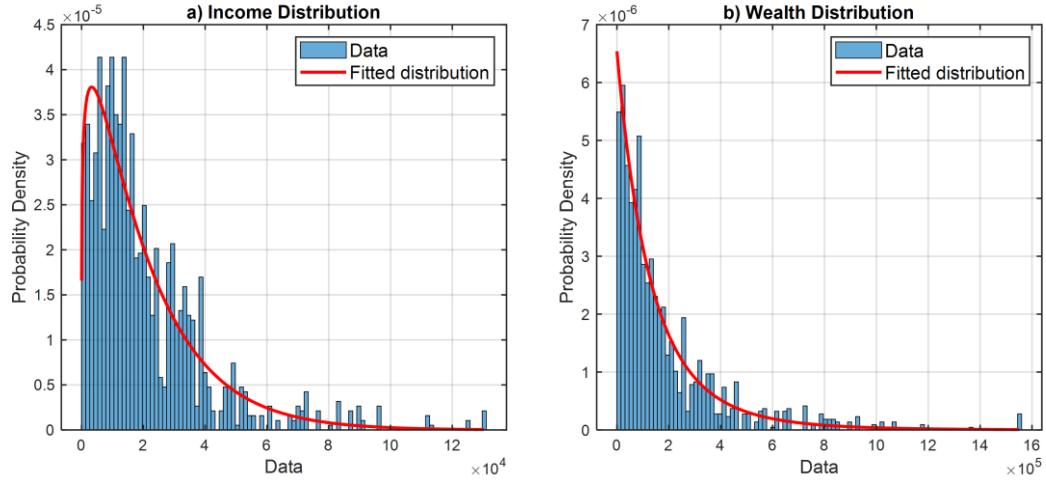 a) Income Distribution
×10⁻⁵
4.5
4
3.5
3
2.5
2
1.5
1
0.5
0
Probability Density
Data
Fitted distribution
0 2 4 6 8 10 12
×10⁴
Data
b) Wealth Distribution
×10⁻⁶
7
6
5
4
3
2
1
0
Probability Density
Data
Fitted distribution
0 2 4 6 8 10 12 14 16
×10⁵
Data